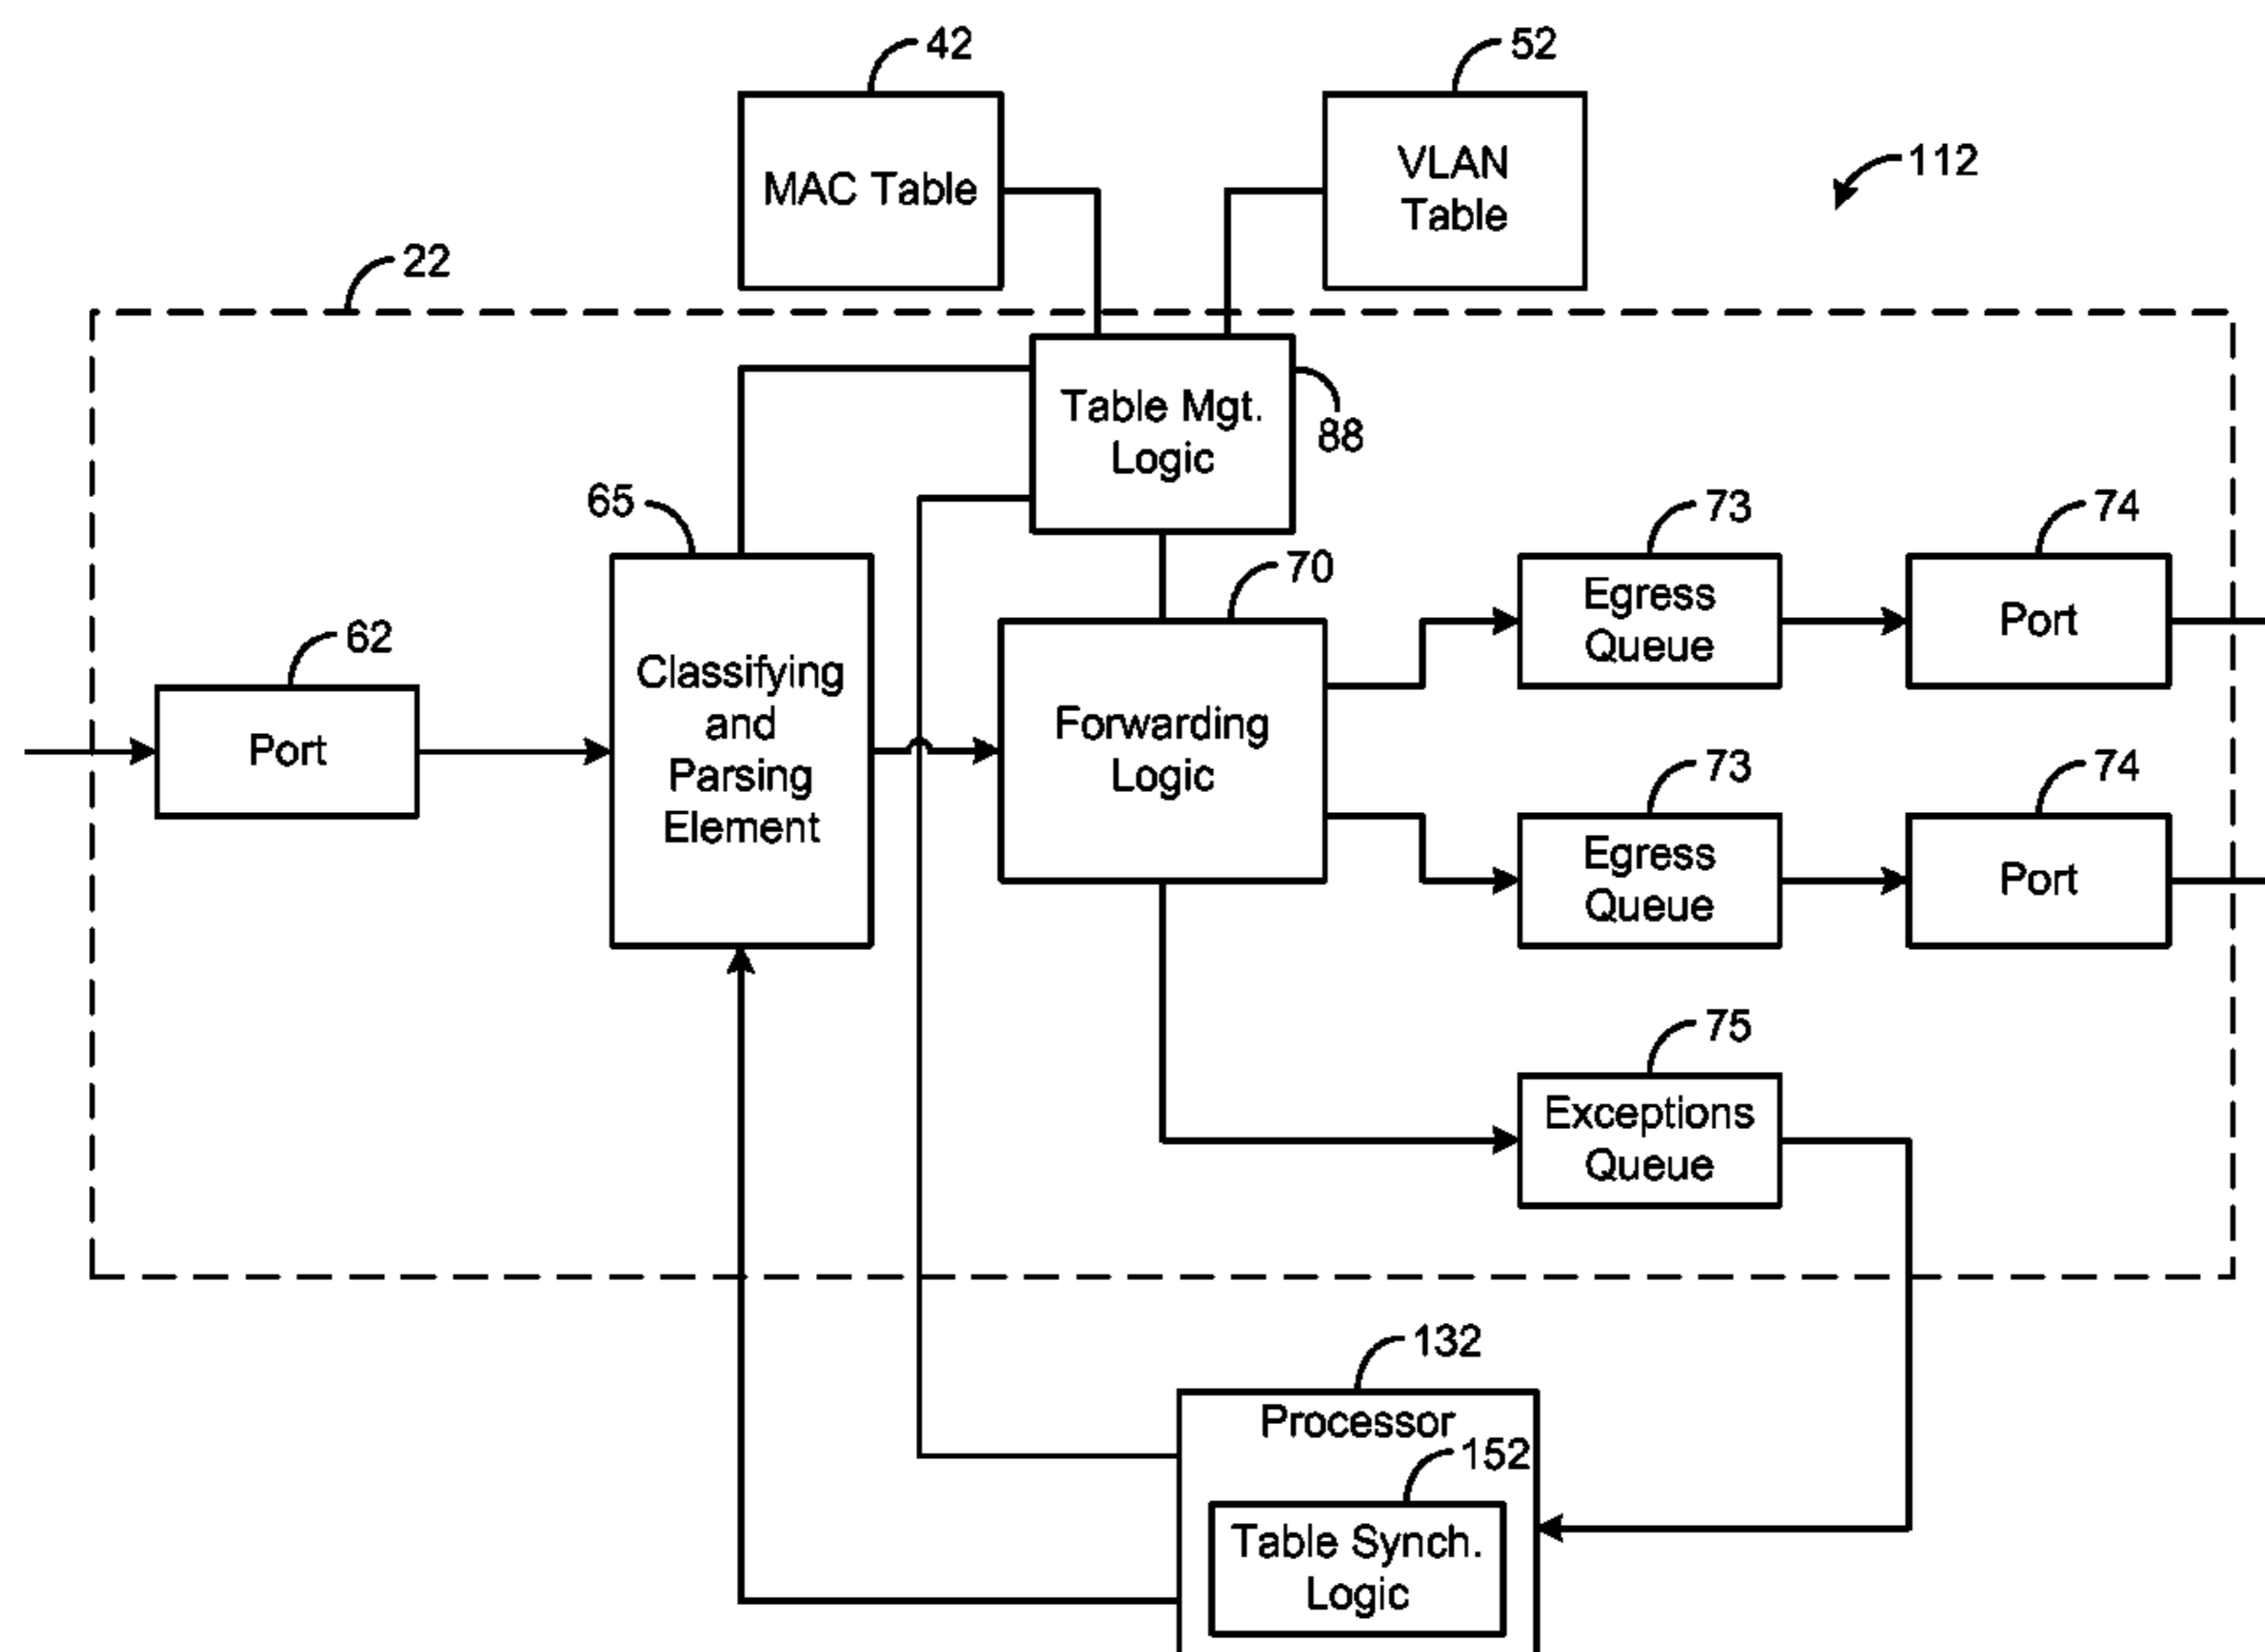 42
52
MAC Table
VLAN
Table
112
22
Table Mgt.
Logic
88
65
73
74
Egress
Queue
Port
70
62
Classifying
and
Parsing
Element
Port
Forwarding
Logic
73
74
Egress
Queue
Port
75
Exceptions
Queue
132
Processor
152
Table Synch.
Logic